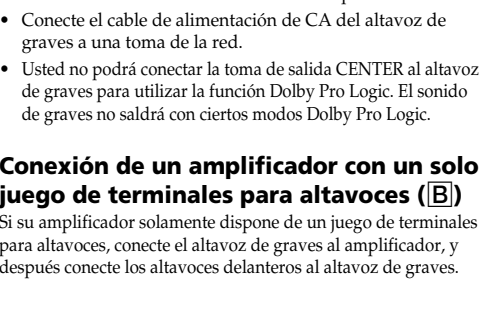 • Conecte el cable de alimentación de CA del altavoz de
graves a una toma de la red.
• Usted no podrá conectar la toma de salida CENTER al altavoz
de graves para utilizar la función Dolby Pro Logic. El sonido
de graves no saldrá con ciertos modos Dolby Pro Logic.
Conexión de un amplificador con un solo
juego de terminales para altavoces (B)
Si su amplificador solamente dispone de un juego de terminales
para altavoces, conecte el altavoz de graves al amplificador, y
después conecte los altavoces delanteros al altavoz de graves.